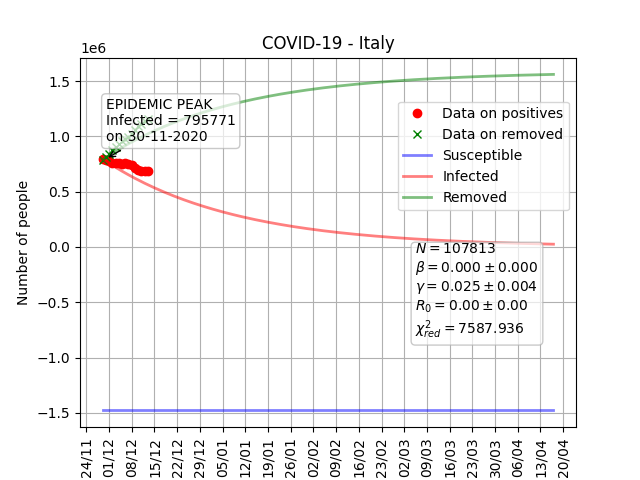 COVID-19 - Italy
1e6
EPIDEMIC PEAK
Infected = 795771
on 30-11-2020
Data on positives
Data on removed
Susceptible
Infected
Removed
N = 107813
β = 0.000 ± 0.000
γ = 0.025 ± 0.004
R₀ = 0.00 ± 0.00
χ²_red = 7587.936
Number of people
1.5
1.0
0.5
0.0
−0.5
−1.0
−1.5
24/11
01/12
08/12
15/12
22/12
29/12
05/01
12/01
19/01
26/01
02/02
09/02
16/02
23/02
02/03
09/03
16/03
23/03
30/03
06/04
13/04
20/04